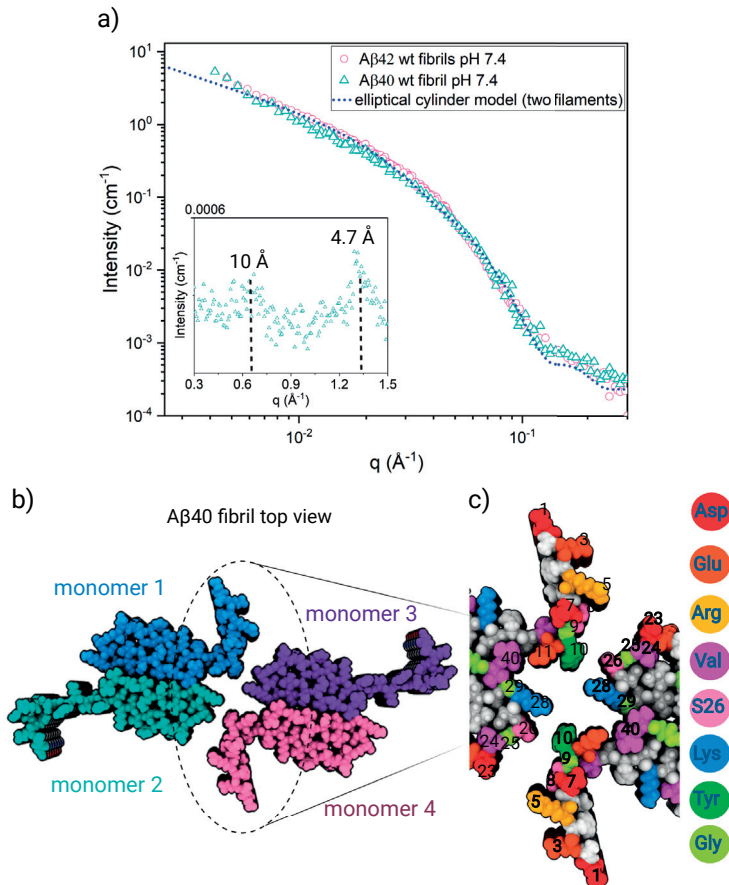 a)
Aβ42 wt fibrils pH 7.4
Aβ40 wt fibril pH 7.4
elliptical cylinder model (two filaments)
Intensity (cm⁻¹)
10¹
10⁰
10⁻¹
10⁻²
10⁻³
10⁻⁴
0.0006
10 Å
4.7 Å
Intensity (cm⁻¹)
0.3 0.6 0.9 1.2 1.5
q (Å⁻¹)
10⁻² 10⁻¹
q (Å⁻¹)
b)
Aβ40 fibril top view
monomer 1
monomer 3
monomer 2
monomer 4
c)
1
3
5
7
9
11 10
40
29
28
24 25 26
23
23
25 24
26
28
29
40
10
9
8 7
5
3
1
Asp
Glu
Arg
Val
S26
Lys
Tyr
Gly